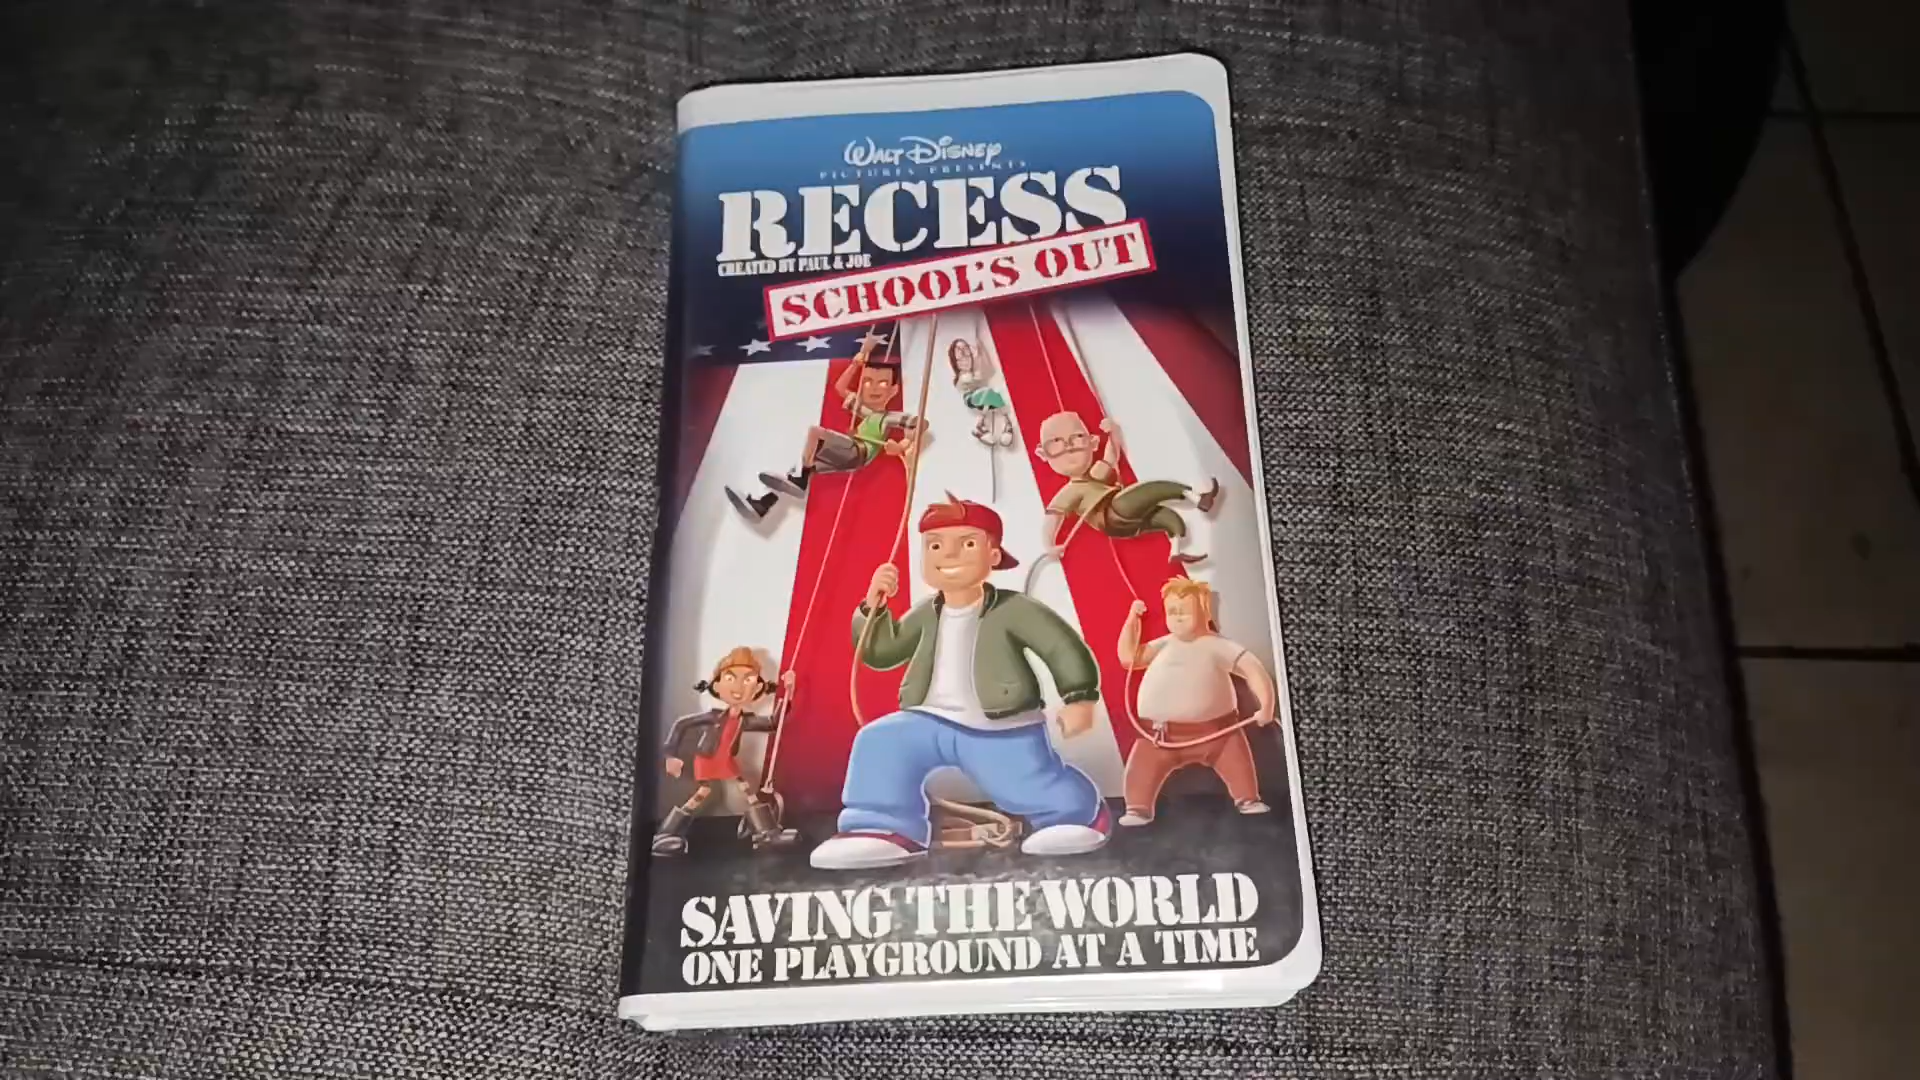 WALT DISNEY
PICTURES PRESENTS
RECESS
CREATED BY PAUL & JOE
SCHOOL'S OUT
SAVING THE WORLD
ONE PLAYGROUND AT A TIME